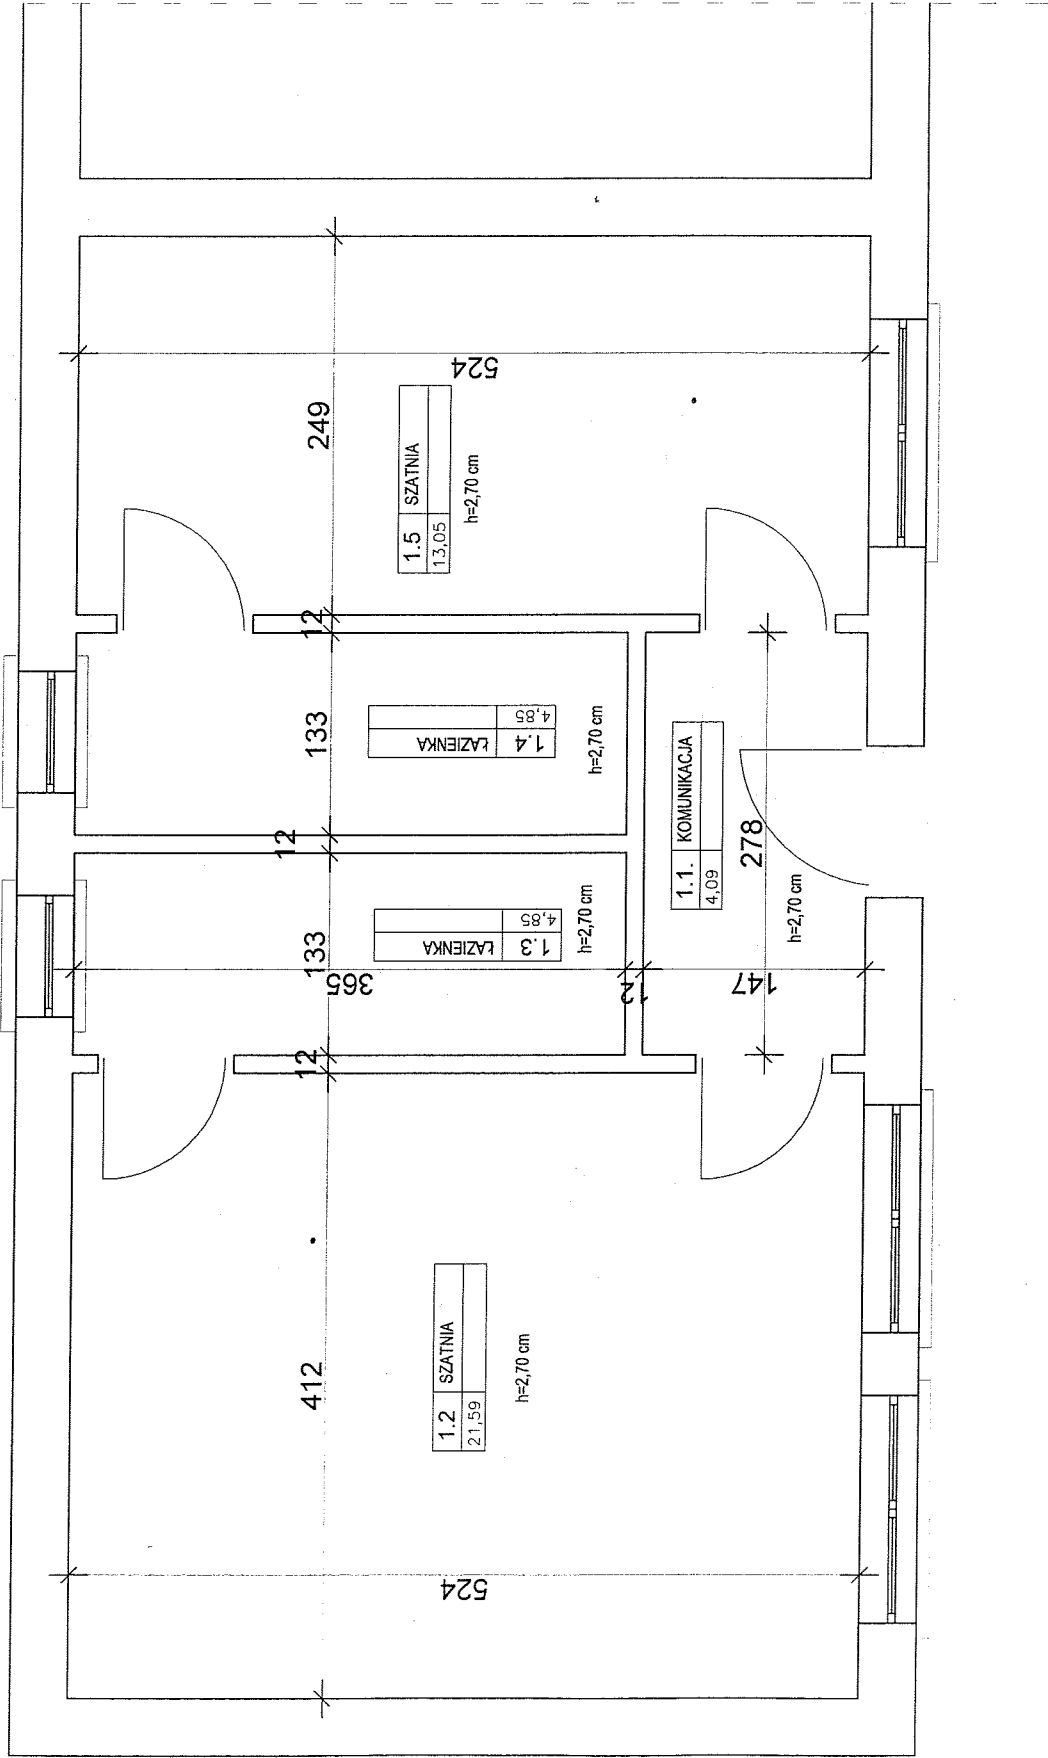 524
249
1.5 SZATNIA
13,05
h=2,70 cm
12
133
1.4 ŁAZIENKA
4,85
h=2,70 cm
12
133
1.3 ŁAZIENKA
4,85
h=2,70 cm
365
12
147
1.1. KOMUNIKACJA
4,09
278
h=2,70 cm
12
412
1.2 SZATNIA
21,59
h=2,70 cm
524